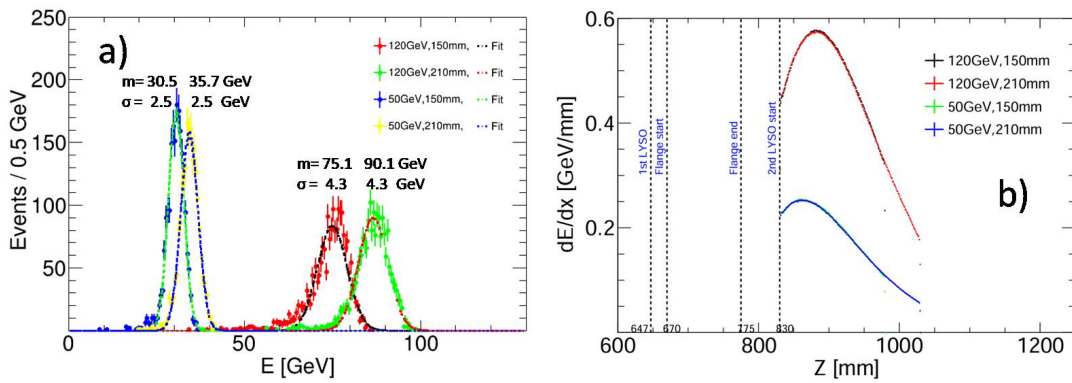 a)
Events / 0.5 GeV
250
200
150
100
50
0
50
100
E [GeV]
m= 30.5 35.7 GeV
σ = 2.5 2.5 GeV
m= 75.1 90.1 GeV
σ = 4.3 4.3 GeV
120GeV,150mm, Fit
120GeV,210mm, Fit
50GeV,150mm, Fit
50GeV,210mm, Fit
b)
dE/dx [GeV/mm]
0.6
0.4
0.2
600
800
1000
1200
Z [mm]
1st LYSO
Flange start
Flange end
2nd LYSO start
647
670
775
830
120GeV,150mm
120GeV,210mm
50GeV,150mm
50GeV,210mm